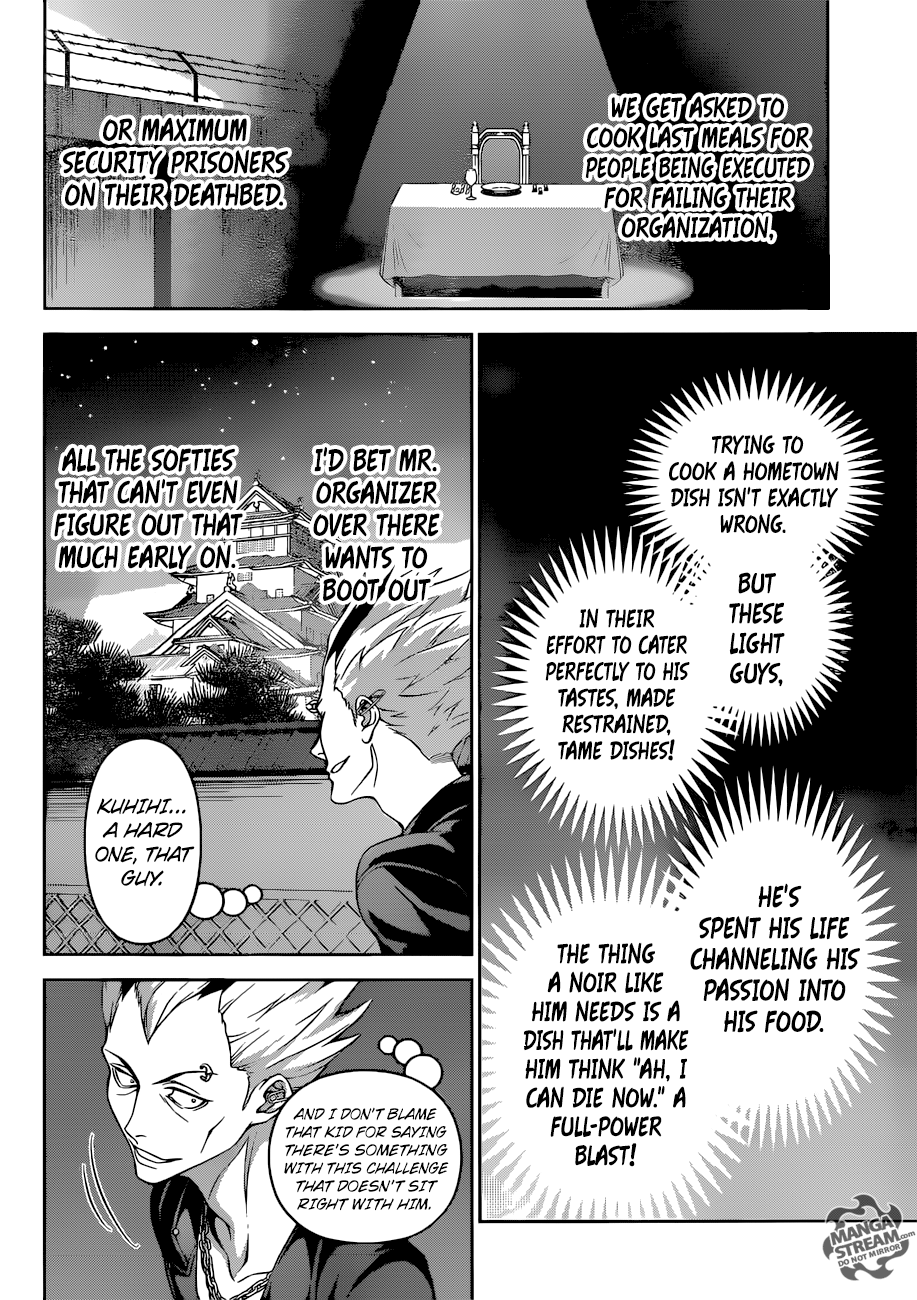 WE GET ASKED TO
COOK LAST MEALS FOR
PEOPLE BEING EXECUTED
FOR FAILING THEIR
ORGANIZATION,
OR MAXIMUM
SECURITY PRISONERS
ON THEIR DEATHBED.
TRYING TO
COOK A HOMETOWN
DISH ISN'T EXACTLY
WRONG.
BUT
THESE
LIGHT
GUYS,
IN THEIR
EFFORT TO CATER
PERFECTLY TO HIS
TASTES, MADE
RESTRAINED,
TAME DISHES!
HE'S
SPENT HIS LIFE
CHANNELING HIS
PASSION INTO
HIS FOOD.
THE THING
A NOIR LIKE
HIM NEEDS IS A
DISH THAT'LL MAKE
HIM THINK "AH, I
CAN DIE NOW." A
FULL-POWER
BLAST!
I'D BET MR.
ORGANIZER
OVER THERE
WANTS TO
BOOT OUT
ALL THE SOFTIES
THAT CAN'T EVEN
FIGURE OUT THAT
MUCH EARLY ON.
KUHIHI...
A HARD
ONE, THAT
GUY.
AND I DON'T BLAME
THAT KID FOR SAYING
THERE'S SOMETHING
WITH THIS CHALLENGE
THAT DOESN'T SIT
RIGHT WITH HIM.
MANGA
STREAM.com
DO NOT MIRROR